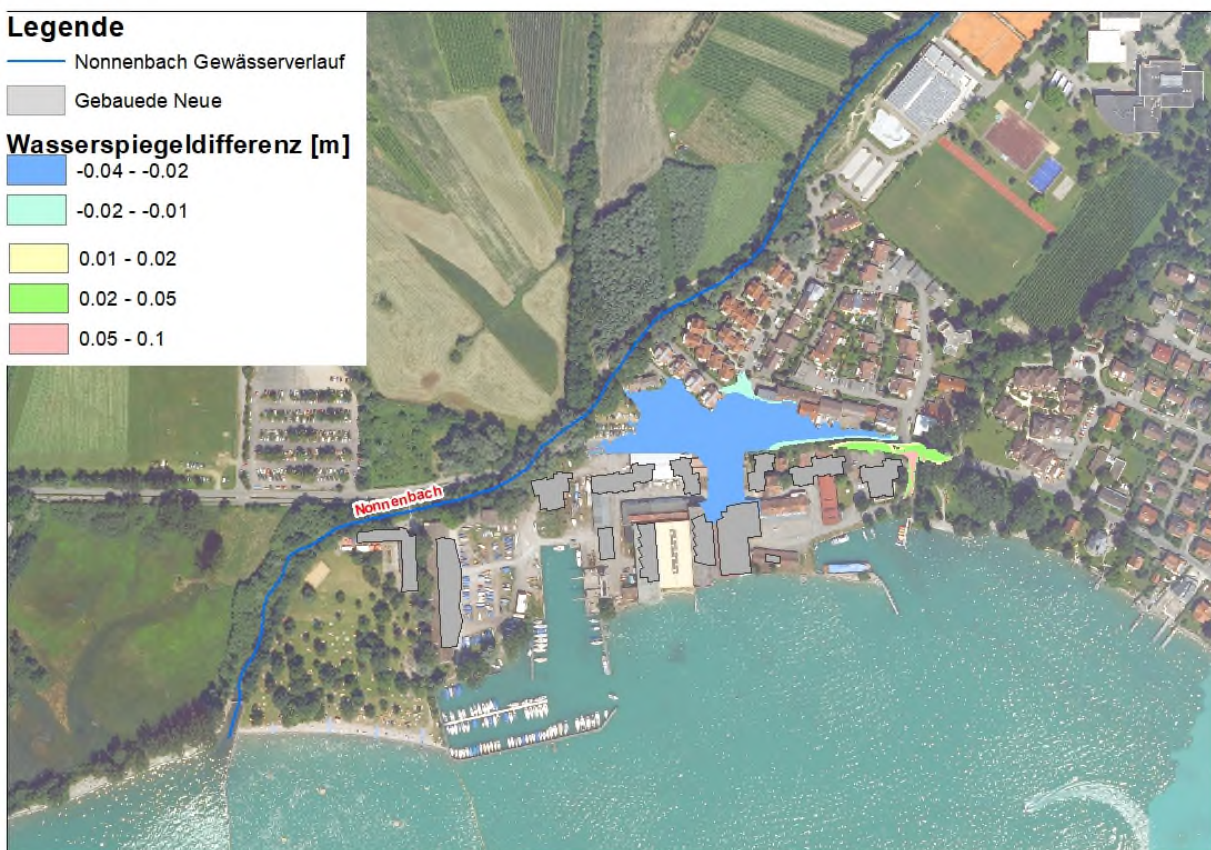 Legende
Nonnenbach Gewässerverlauf
Gebauede Neue
Wasserspiegeldifferenz [m]
-0.04 - -0.02
-0.02 - -0.01
0.01 - 0.02
0.02 - 0.05
0.05 - 0.1
Nonnenbach